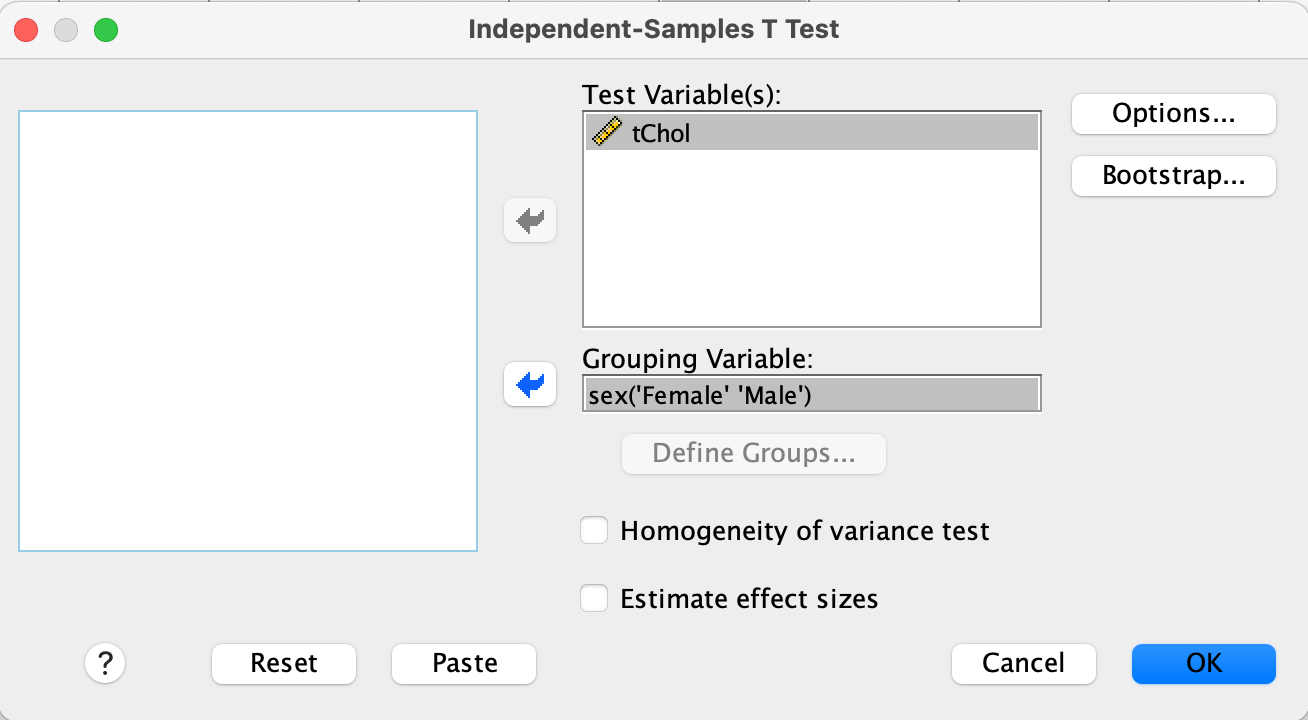 Independent-Samples T Test
Test Variable(s):
tChol
Options...
Bootstrap...
Grouping Variable:
sex('Female' 'Male')
Define Groups...
Homogeneity of variance test
Estimate effect sizes
?
Reset
Paste
Cancel
OK